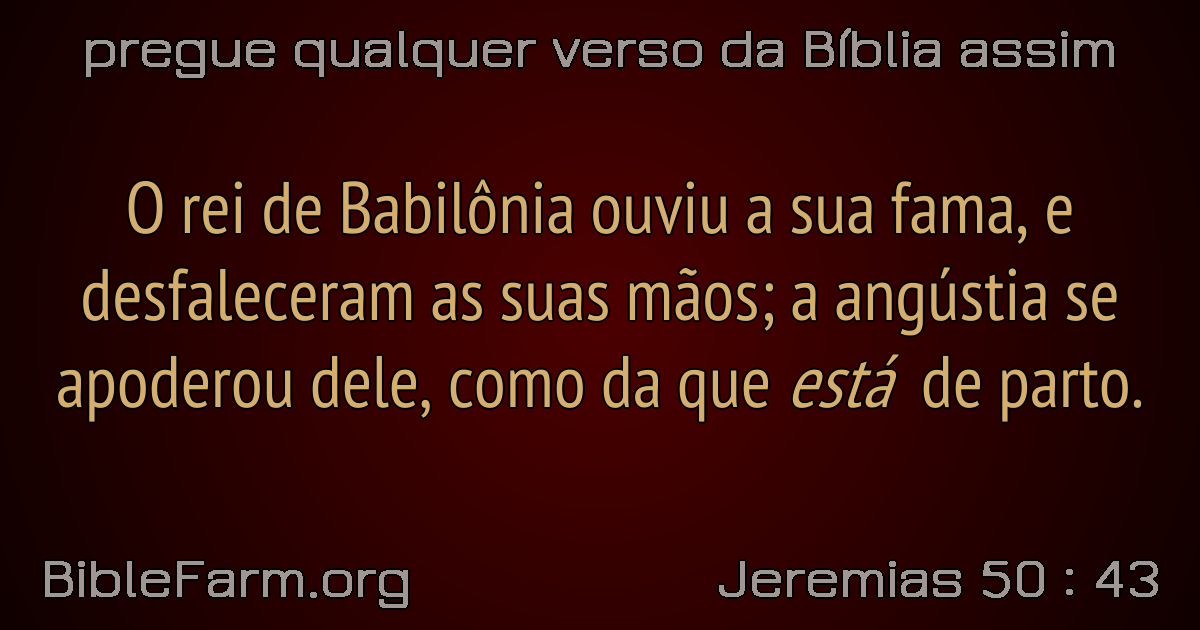 pregue qualquer verso da Bíblia assim
O rei de Babilônia ouviu a sua fama, e
desfaleceram as suas mãos; a angústia se
apoderou dele, como da que está de parto.
BibleFarm.org
Jeremias 50 : 43